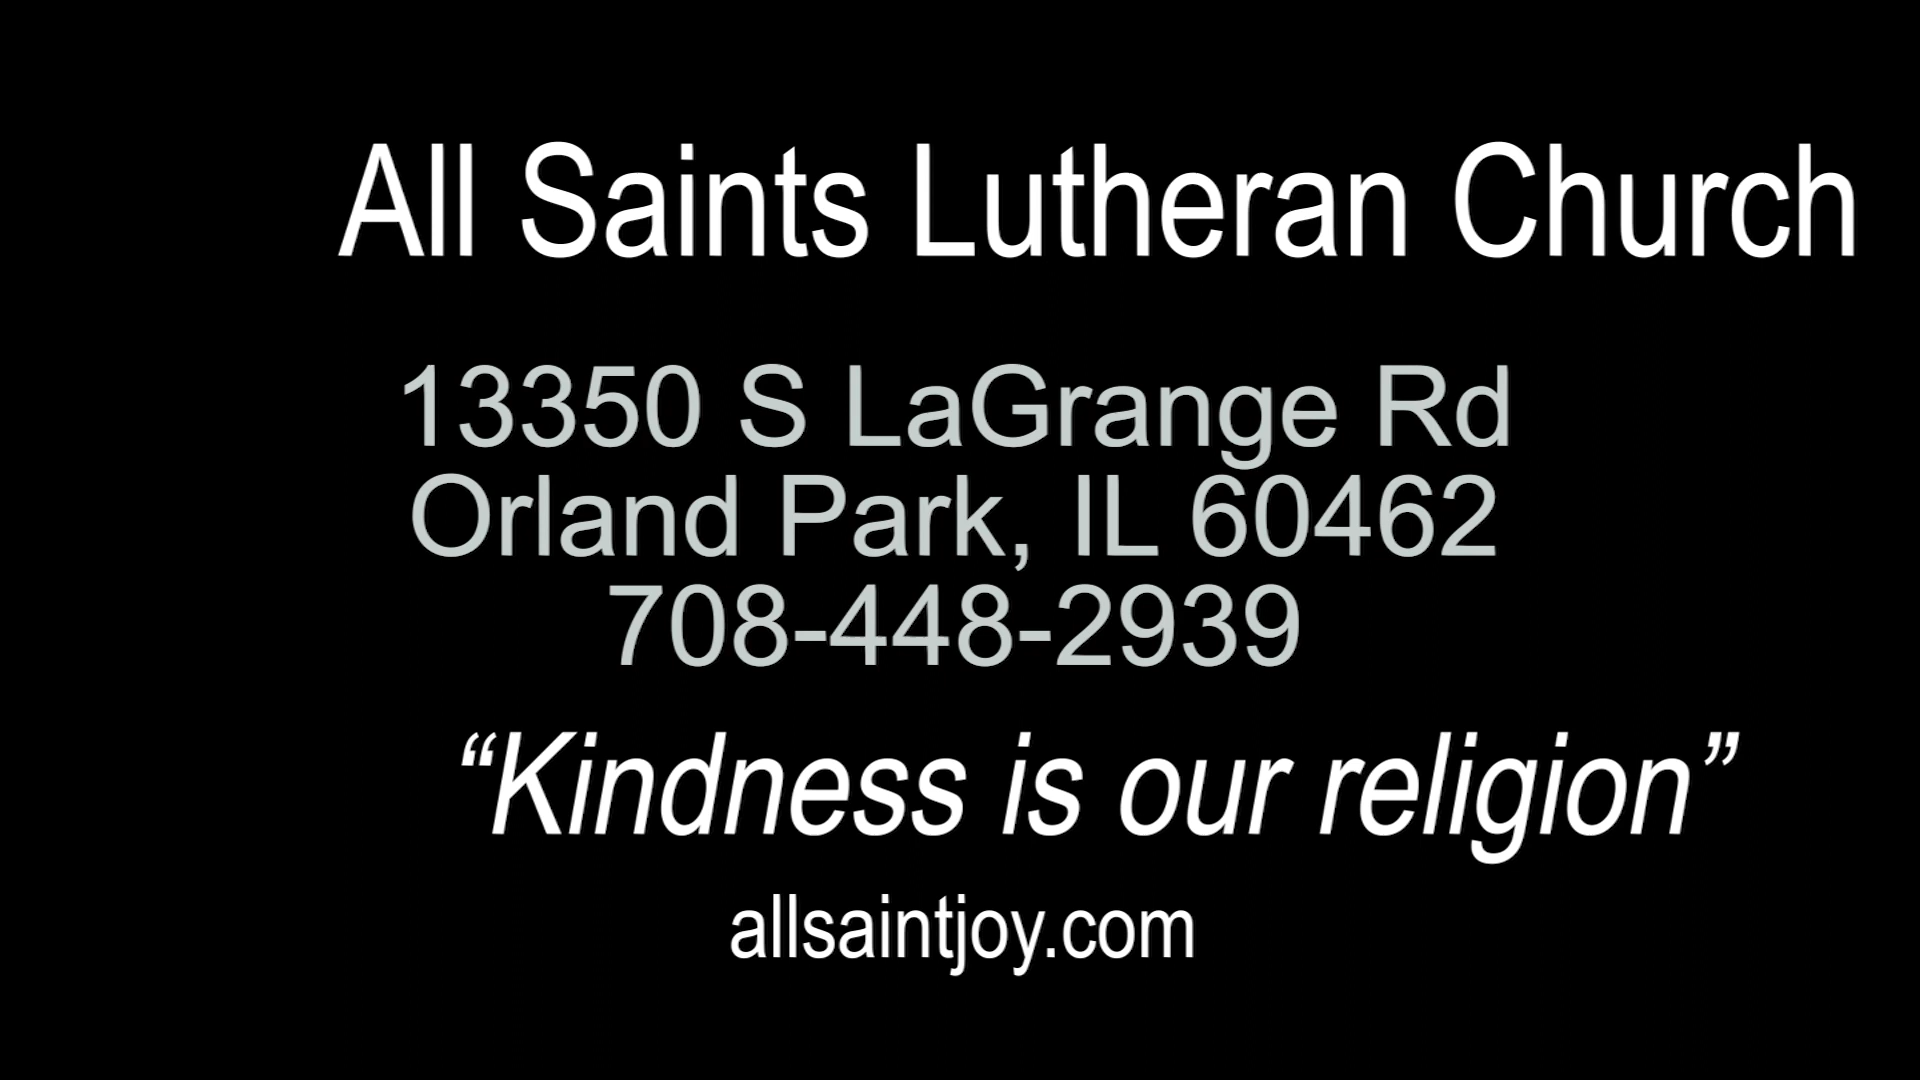 All Saints Lutheran Church
13350 S LaGrange Rd
Orland Park, IL 60462
708-448-2939
“Kindness is our religion”
allsaintjoy.com